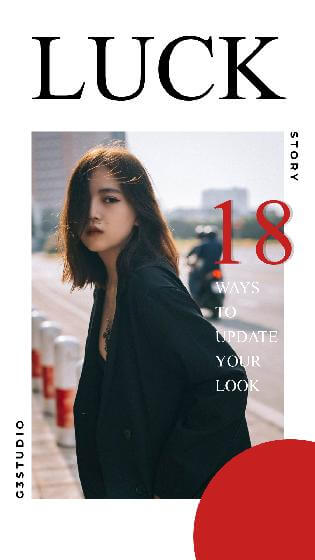 LUCK
STORY
18
WAYS
TO
UPDATE
YOUR
LOOK
G3STUDIO